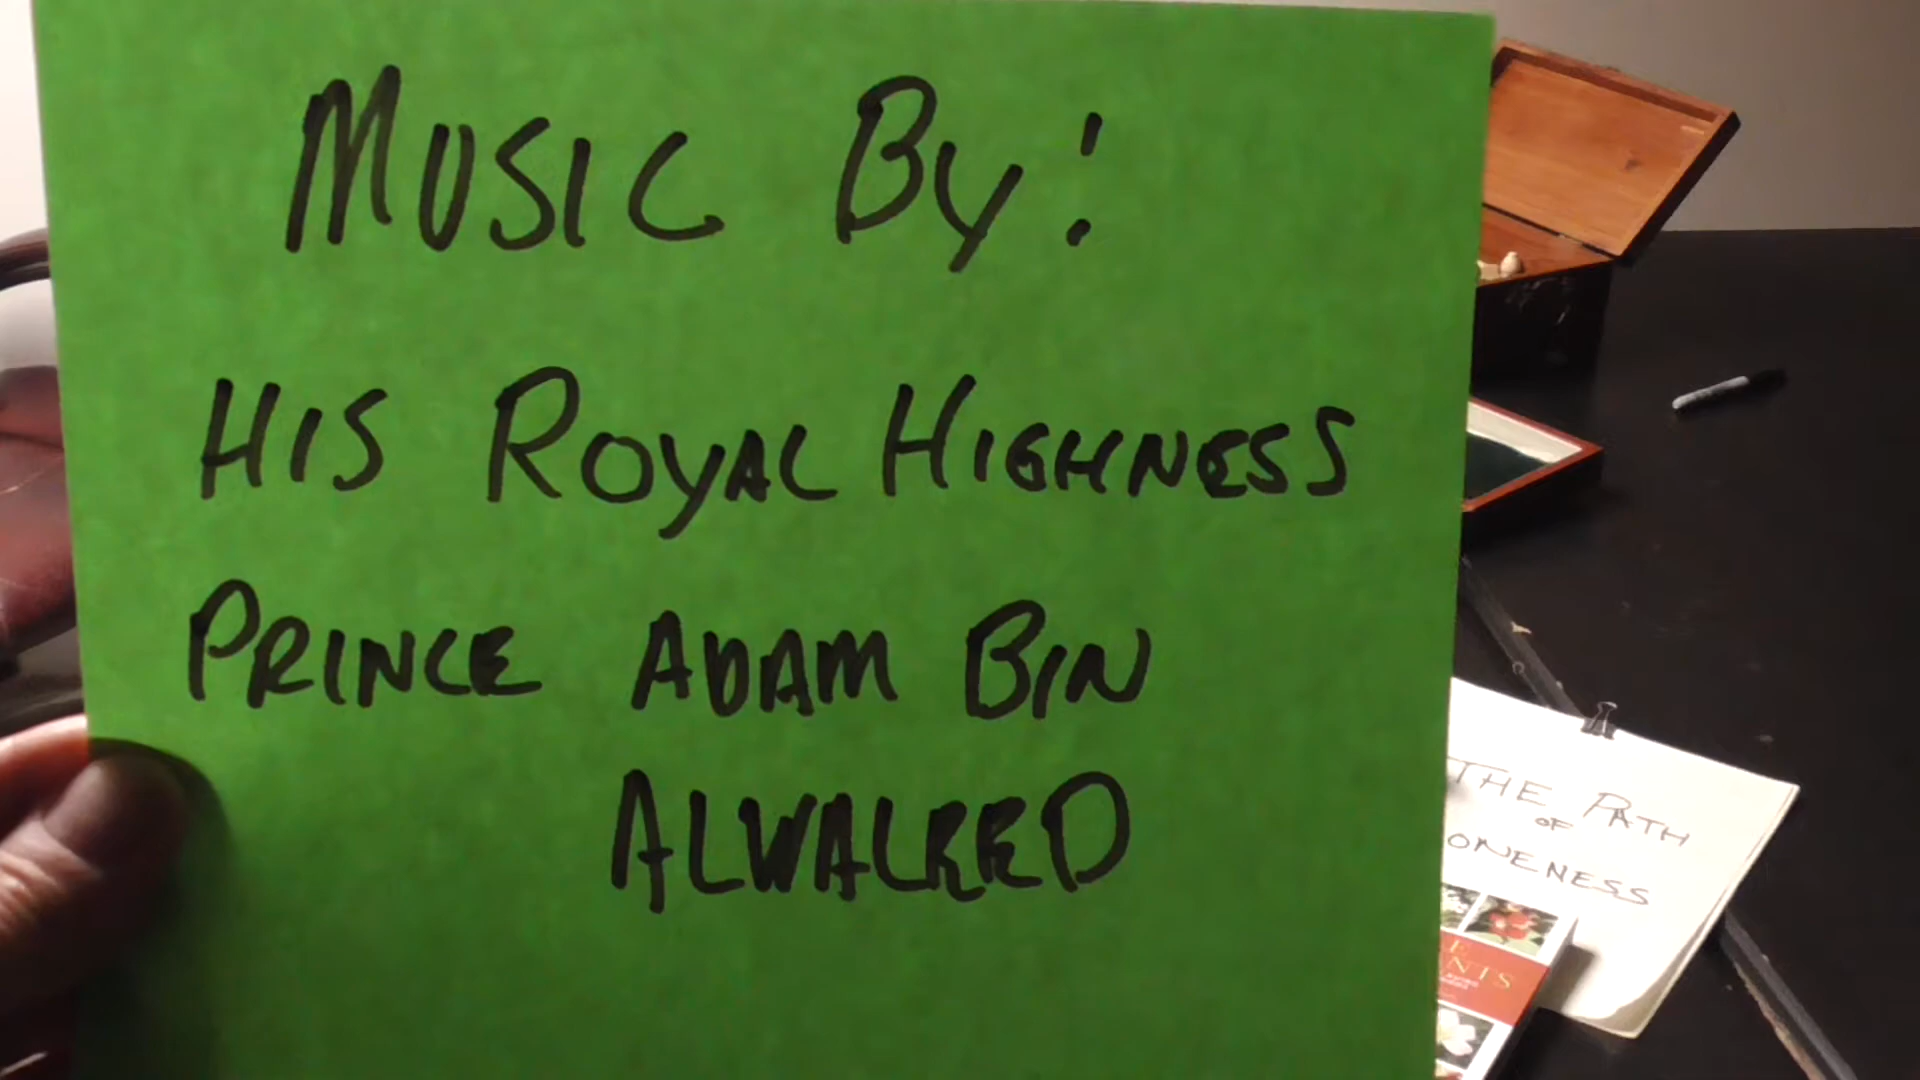 MUSIC BY:
HIS ROYAL HIGHNESS
PRINCE ADAM BIN
ALWALEED
THE PATH
OF
ONENESS